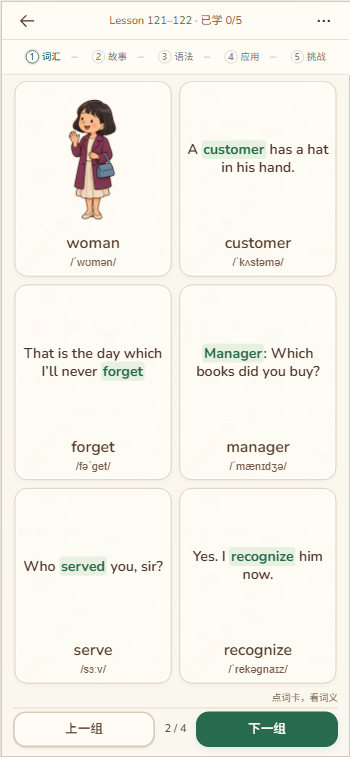 Lesson 121–122 · 已学 0/5
1 词汇 – 2 故事 – 3 语法 – 4 应用 – 5 挑战
woman
/ˈwʊmən/
A customer has a hat
in his hand.
customer
/ˈkʌstəmə/
That is the day which
I'll never forget
forget
/fəˈget/
Manager: Which
books did you buy?
manager
/ˈmænɪdʒə/
Who served you, sir?
serve
/sɜːv/
Yes. I recognize him
now.
recognize
/ˈrekəgnaɪz/
点词卡，看词义
上一组
2 / 4
下一组